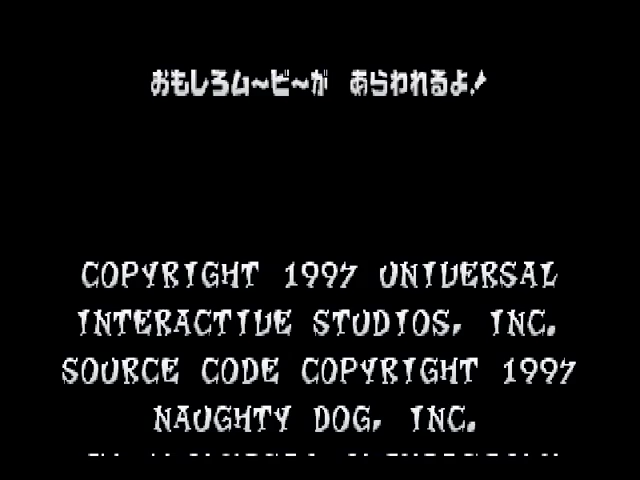 おもしろム〜ビ〜が あらわれるよ!
COPYRIGHT 1997 UNIVERSAL
INTERACTIVE STUDIOS, INC.
SOURCE CODE COPYRIGHT 1997
NAUGHTY DOG, INC.